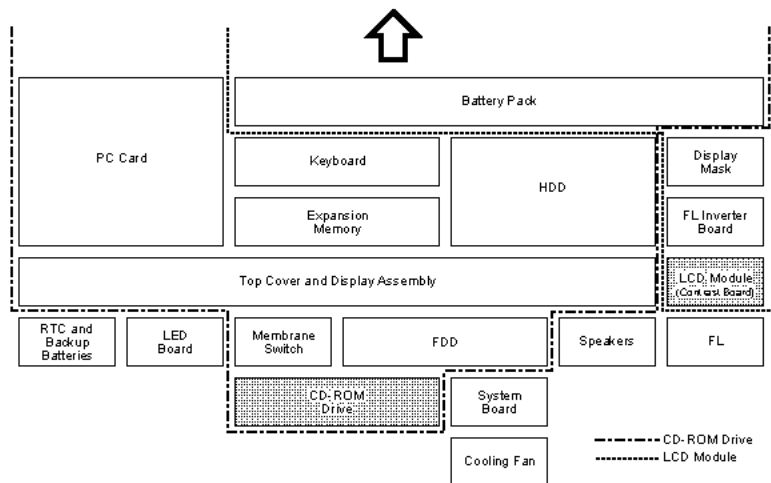 Battery Pack
PC Card
Keyboard
HDD
Display
Mask
Expansion
Memory
FL Inverter
Board
Top Cover and Display Assembly
LCD Module
(Contrast Board)
RTC and
Backup
Batteries
LED
Board
Membrane
Switch
FDD
Speakers
FL
CD-ROM
Drive
System
Board
Cooling Fan
CD-ROM Drive
LCD Module